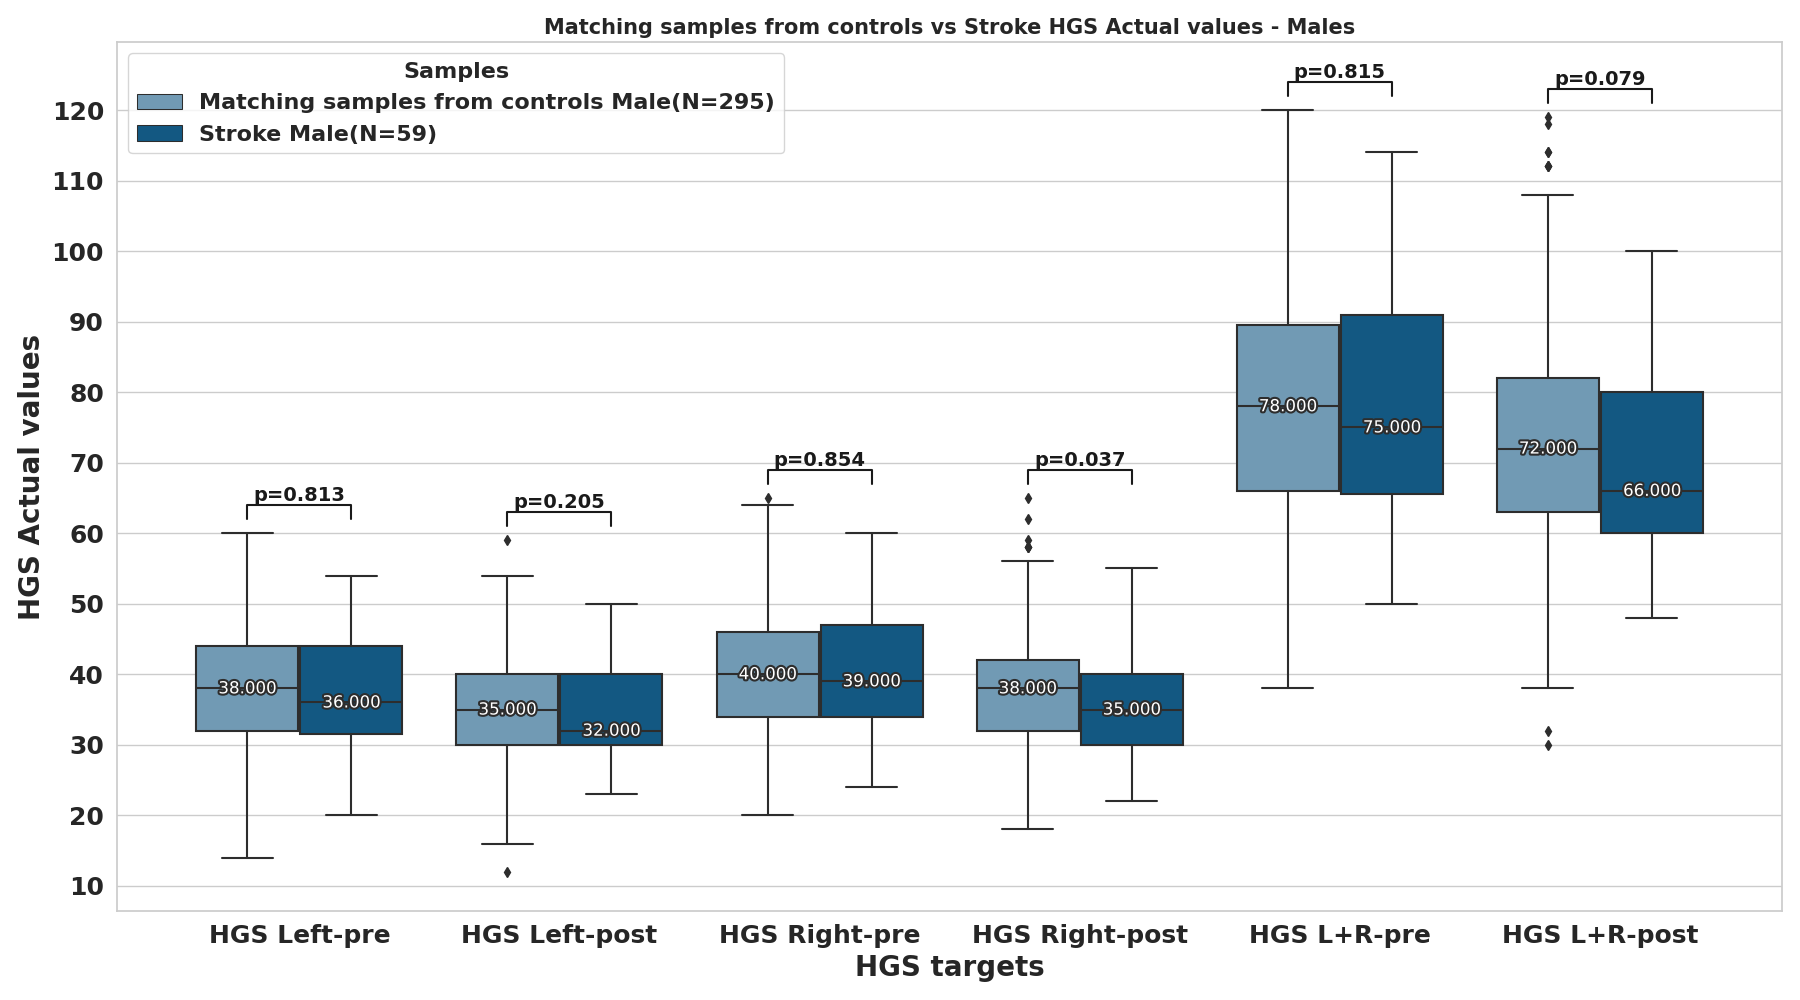 Matching samples from controls vs Stroke HGS Actual values - Males
Samples
Matching samples from controls Male(N=295)
Stroke Male(N=59)
HGS Actual values
120
110
100
90
80
70
60
50
40
30
20
10
p=0.813
p=0.205
p=0.854
p=0.037
p=0.815
p=0.079
38.000
36.000
35.000
32.000
40.000
39.000
38.000
35.000
78.000
75.000
72.000
66.000
HGS Left-pre
HGS Left-post
HGS Right-pre
HGS Right-post
HGS L+R-pre
HGS L+R-post
HGS targets